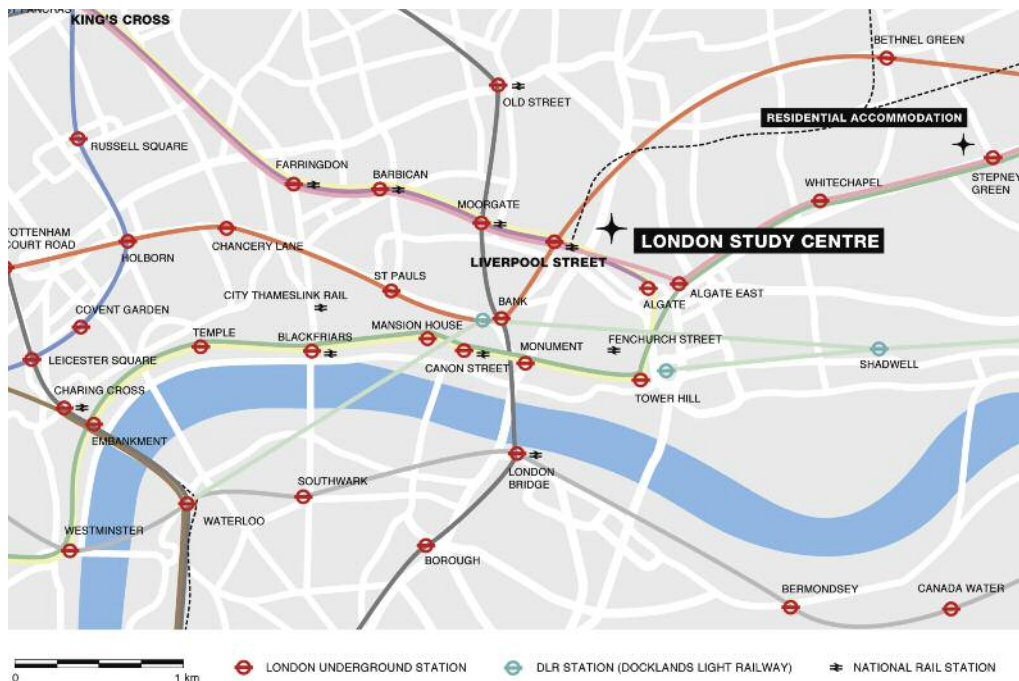 ST PANCRAS
KING'S CROSS
BETHNEL GREEN
OLD STREET
RESIDENTIAL ACCOMMODATION
RUSSELL SQUARE
FARRINGDON
BARBICAN
STEPNEY
GREEN
WHITECHAPEL
MOORGATE
TOTTENHAM
COURT ROAD
CHANCERY LANE
HOLBORN
LONDON STUDY CENTRE
LIVERPOOL STREET
ST PAULS
ALGATE EAST
ALGATE
CITY THAMESLINK RAIL
COVENT GARDEN
BANK
TEMPLE
BLACKFRIARS
MANSION HOUSE
FENCHURCH STREET
MONUMENT
LEICESTER SQUARE
CANON STREET
SHADWELL
CHARING CROSS
TOWER HILL
EMBANKMENT
LONDON
BRIDGE
SOUTHWARK
WATERLOO
WESTMINSTER
BOROUGH
BERMONDSEY
CANADA WATER
0
1 km
LONDON UNDERGROUND STATION
DLR STATION (DOCKLANDS LIGHT RAILWAY)
NATIONAL RAIL STATION